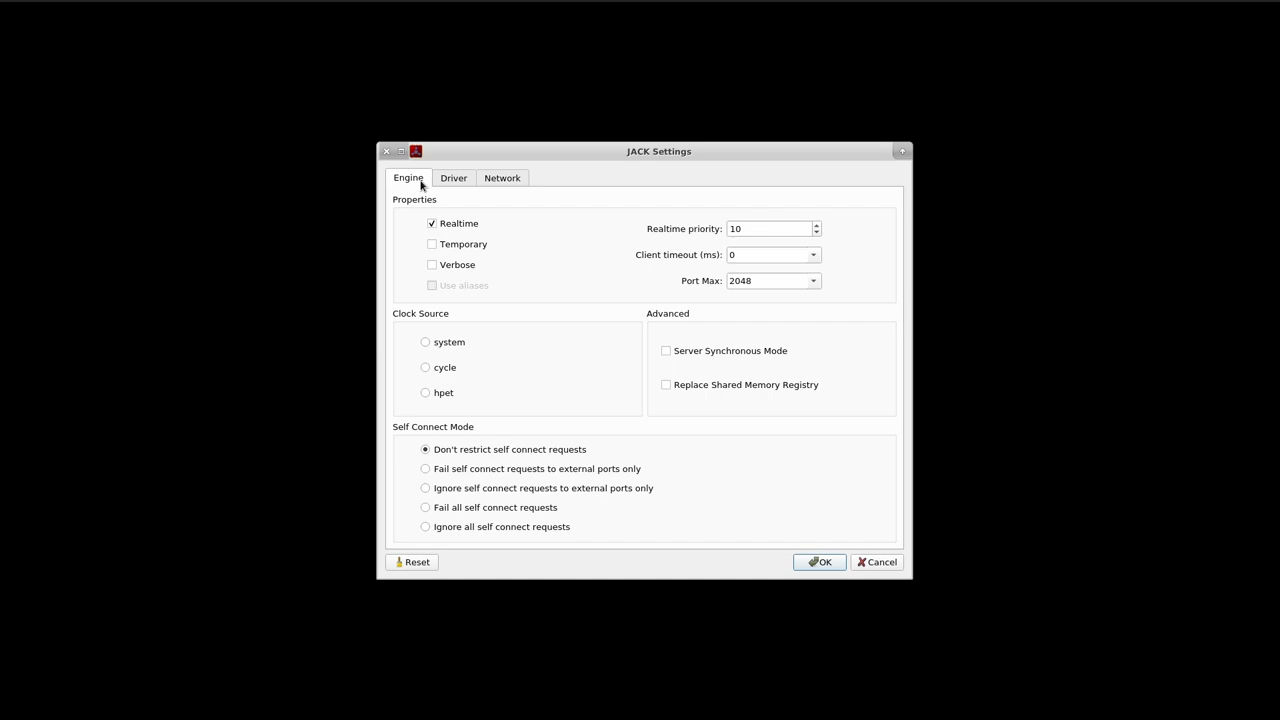 JACK Settings
Engine Driver Network
Properties
Realtime
Temporary
Verbose
Use aliases
Realtime priority: 10
Client timeout (ms): 0
Port Max: 2048
Clock Source
system
cycle
hpet
Advanced
Server Synchronous Mode
Replace Shared Memory Registry
Self Connect Mode
Don't restrict self connect requests
Fail self connect requests to external ports only
Ignore self connect requests to external ports only
Fail all self connect requests
Ignore all self connect requests
Reset OK Cancel